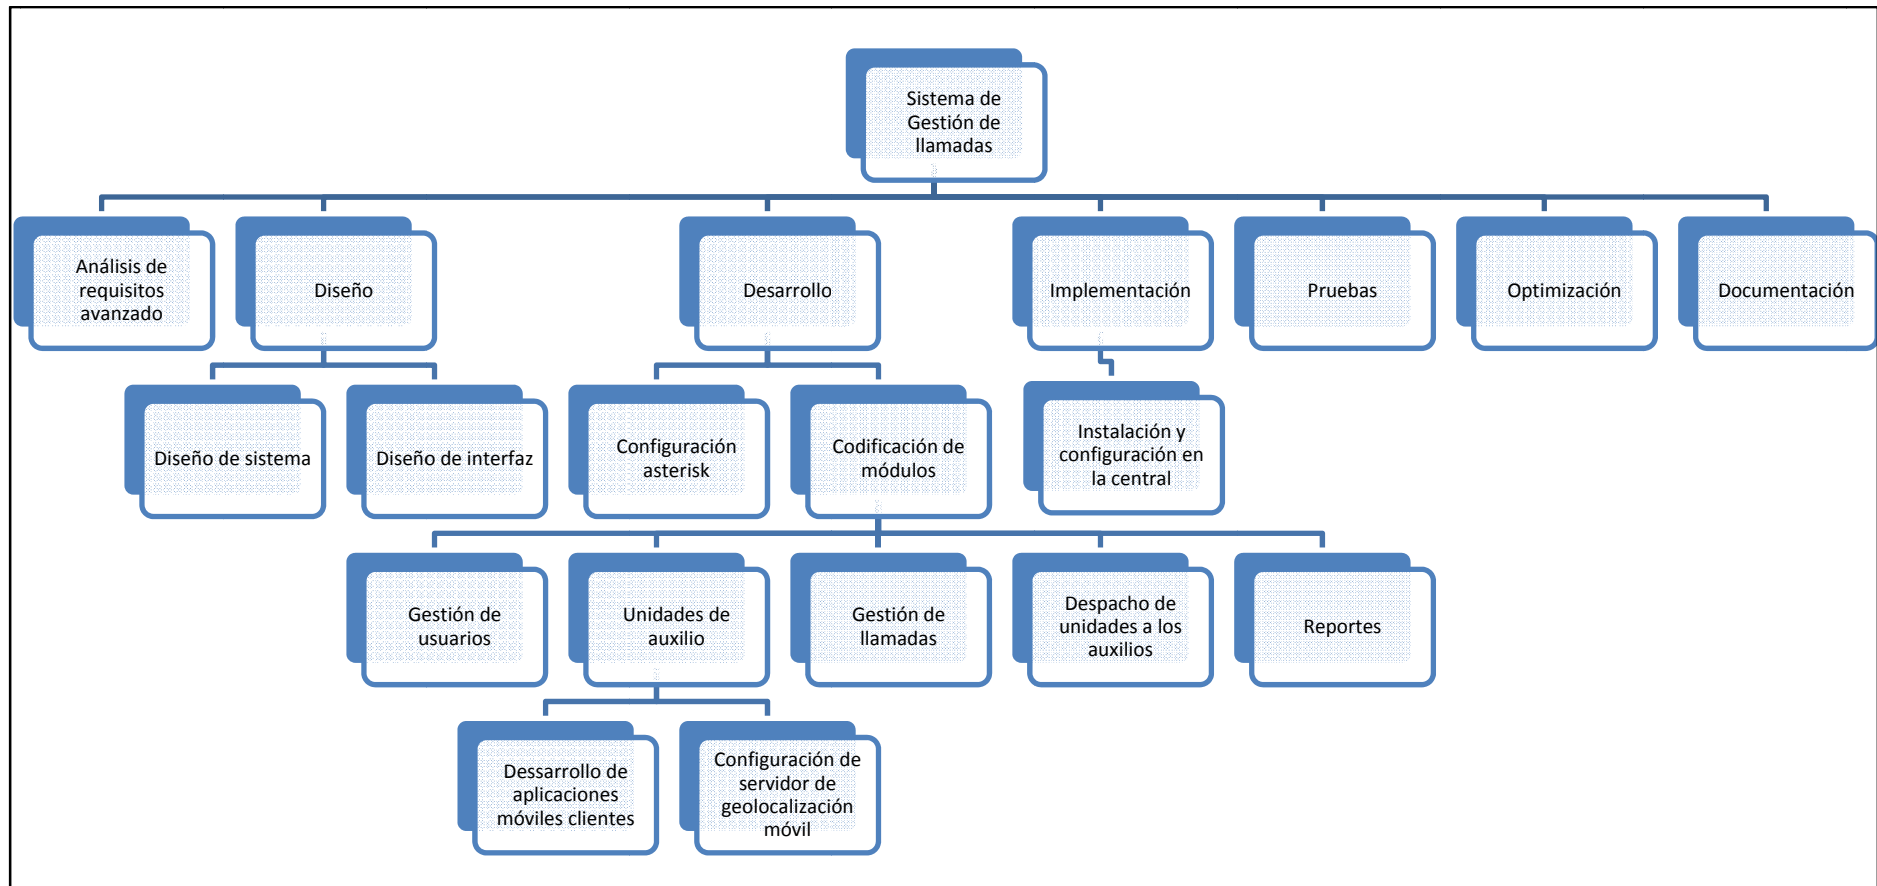 Sistema de
Gestión de
llamadas
Análisis de
requisitos
avanzado
Diseño
Desarrollo
Implementación
Pruebas
Optimización
Documentación
Diseño de sistema
Diseño de interfaz
Configuración
asterisk
Codificación de
módulos
Instalación y
configuración en
la central
Gestión de
usuarios
Unidades de
auxilio
Gestión de
llamadas
Despacho de
unidades a los
auxilios
Reportes
Dessarrollo de
aplicaciones
móviles clientes
Configuración de
servidor de
geolocalización
móvil